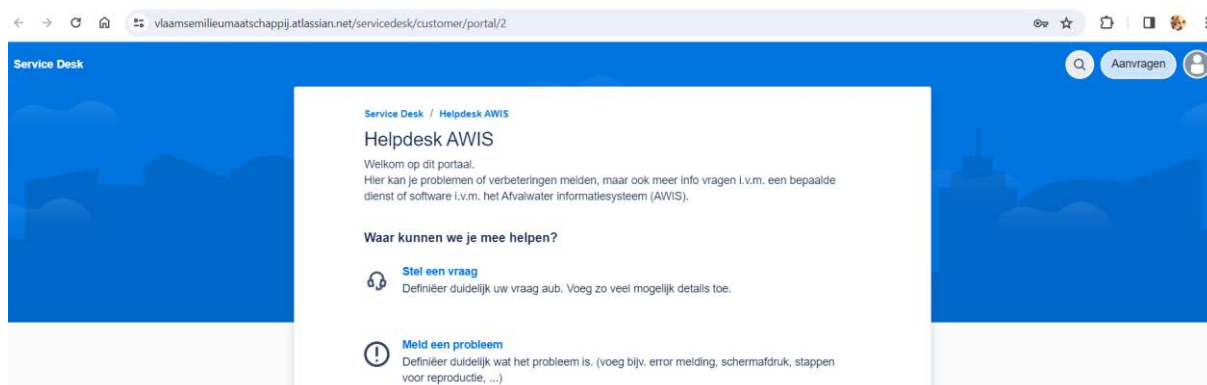 vlaamsemilieumaatschappij.atlassian.net/servicedesk/customer/portal/2
Service Desk
Aanvragen
Service Desk / Helpdesk AWIS
Helpdesk AWIS
Welkom op dit portaal.
Hier kan je problemen of verbeteringen melden, maar ook meer info vragen i.v.m. een bepaalde
dienst of software i.v.m. het Afvalwater informatiesysteem (AWIS).
Waar kunnen we je mee helpen?
Stel een vraag
Definiëer duidelijk uw vraag aub. Voeg zo veel mogelijk details toe.
Meld een probleem
Definiëer duidelijk wat het probleem is. (voeg bijv. error melding, schermafdruk, stappen
voor reproductie, ...)